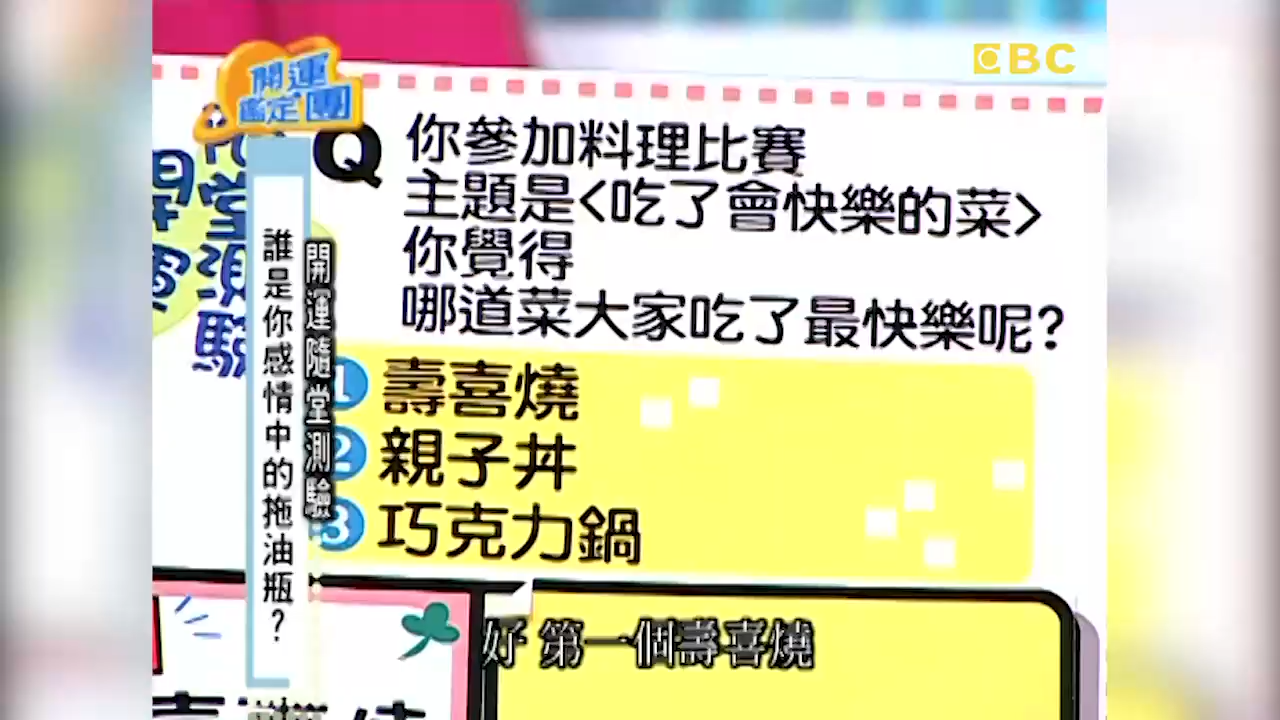 EBC
開運
鑑定團
Q 你參加料理比賽
主題是<吃了會快樂的菜>
你覺得
哪道菜大家吃了最快樂呢?
1 壽喜燒
2 親子丼
3 巧克力鍋
開運隨堂測驗
誰是你感情中的拖油瓶?
好 第一個壽喜燒